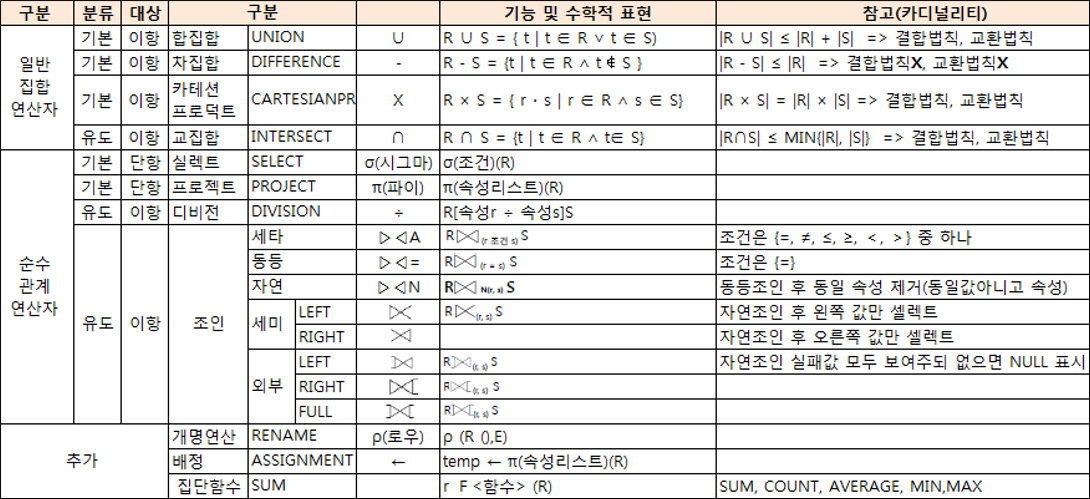 구분 분류 대상 구분 기능 및 수학적 표현 참고(카디널리티)
일반 집합 연산자
기본 이항 합집합 UNION ∪ R ∪ S = { t | t ∈ R ∨ t ∈ S) |R ∪ S| ≤ |R| + |S| => 결합법칙, 교환법칙
기본 이항 차집합 DIFFERENCE - R - S = {t | t ∈ R ∧ t ∉ S } |R - S| ≤ |R| => 결합법칙X, 교환법칙X
기본 이항 카테션 프로덕트 CARTESIANPR X R × S = { r · s | r ∈ R ∧ s ∈ S} |R × S| = |R| × |S| => 결합법칙, 교환법칙
유도 이항 교집합 INTERSECT ∩ R ∩ S = {t | t ∈ R ∧ t∈ S} |R∩S| ≤ MIN{|R|, |S|} => 결합법칙, 교환법칙
순수 관계 연산자
기본 단항 실렉트 SELECT σ(시그마) σ(조건)(R)
기본 단항 프로젝트 PROJECT π(파이) π(속성리스트)(R)
유도 이항 디비전 DIVISION ÷ R[속성r ÷ 속성s]S
유도 이항 조인
세타 ▷◁A R▷◁(r 조건 s) S 조건은 {=, ≠, ≤, ≥, <, >} 중 하나
동등 ▷◁= R▷◁(r = s) S 조건은 {=}
자연 ▷◁N R▷◁N(r, s) S 동등조인 후 동일 속성 제거(동일값아니고 속성)
세미 LEFT ⋉ R⋉(r, s) S 자연조인 후 왼쪽 값만 셀렉트
RIGHT ⋊ 자연조인 후 오른쪽 값만 셀렉트
외부 LEFT ⟕ R⟕(r, s) S 자연조인 실패값 모두 보여주되 없으면 NULL 표시
RIGHT ⟖ R⟖(r, s) S
FULL ⟗ R⟗(r, s) S
추가
개명연산 RENAME ρ(로우) ρ (R (),E)
배정 ASSIGNMENT ← temp ← π(속성리스트)(R)
집단함수 SUM r F <함수> (R) SUM, COUNT, AVERAGE, MIN,MAX